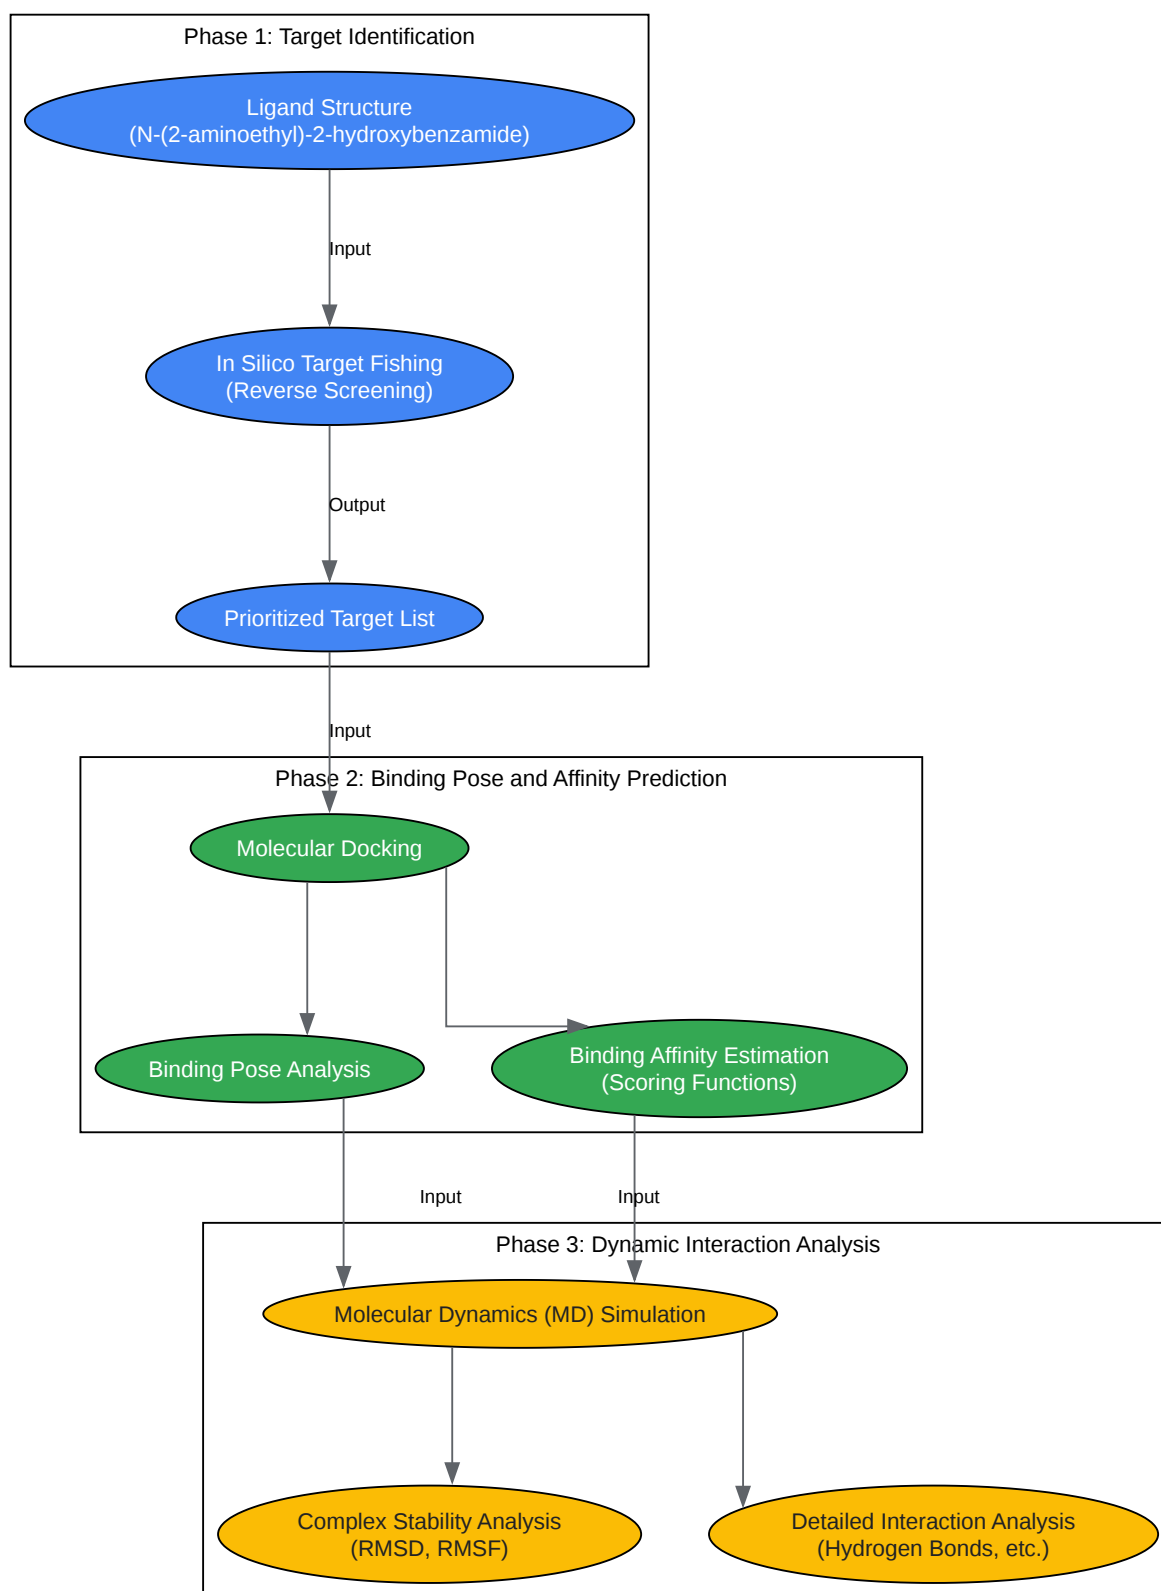 Phase 1: Target Identification
Ligand Structure
(N-(2-aminoethyl)-2-hydroxybenzamide)
Input
In Silico Target Fishing
(Reverse Screening)
Output
Prioritized Target List
Input
Phase 2: Binding Pose and Affinity Prediction
Molecular Docking
Binding Pose Analysis
Binding Affinity Estimation
(Scoring Functions)
Input
Input
Phase 3: Dynamic Interaction Analysis
Molecular Dynamics (MD) Simulation
Complex Stability Analysis
(RMSD, RMSF)
Detailed Interaction Analysis
(Hydrogen Bonds, etc.)